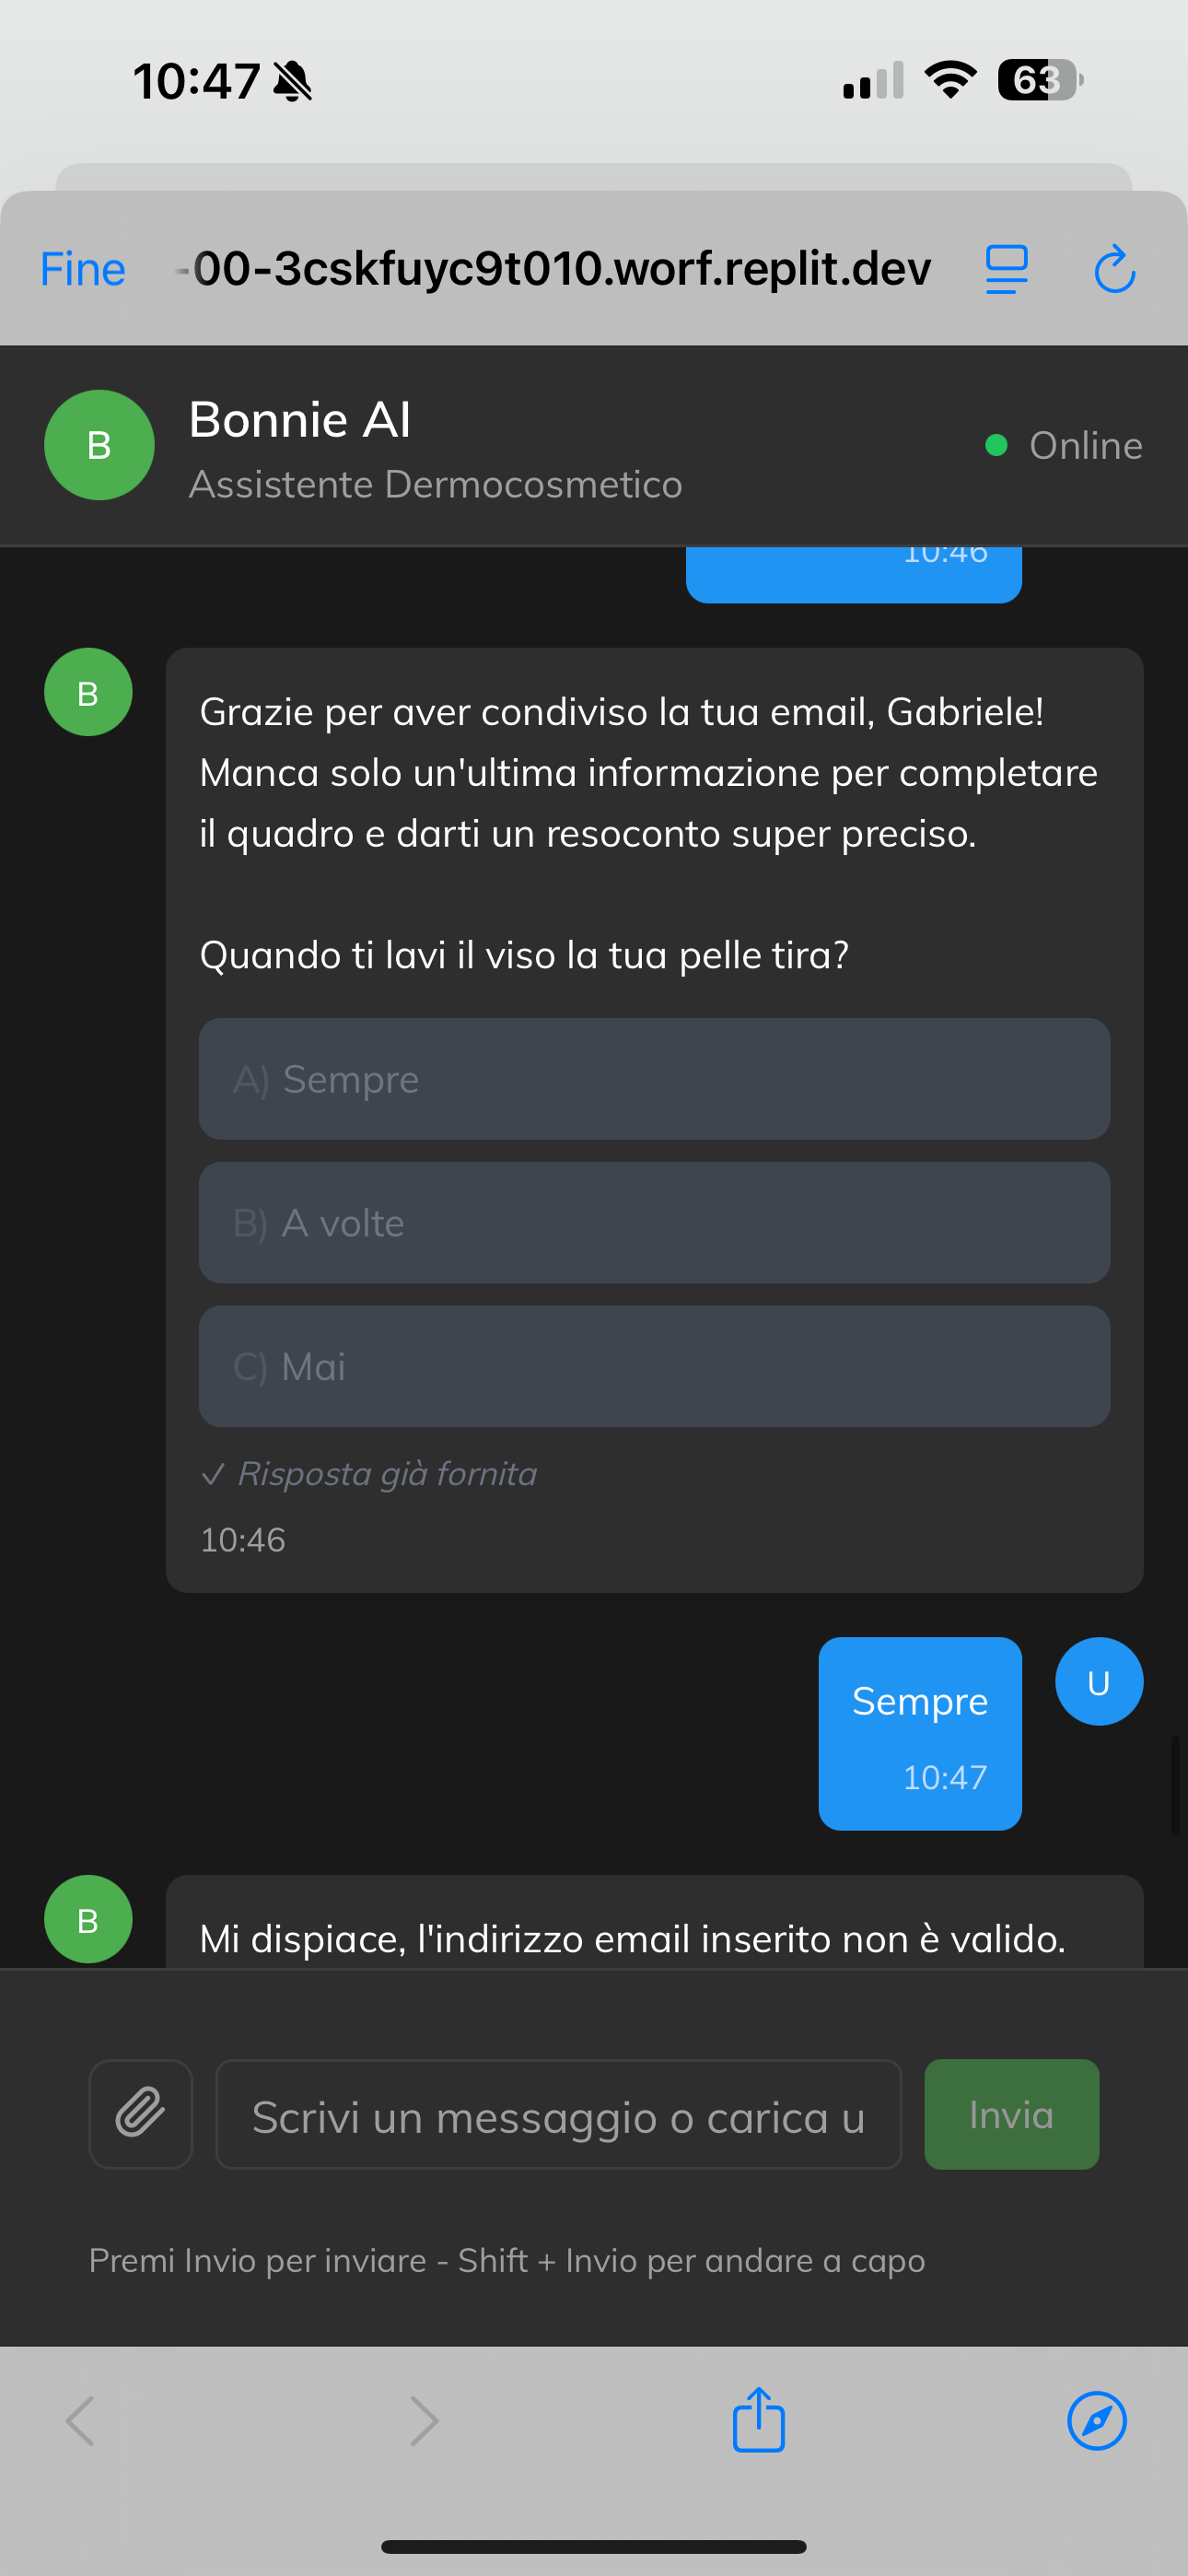 10:47
63
Fine
-00-3cskfuyc9t010.worf.replit.dev
B
Bonnie AI
Assistente Dermocosmetico
Online
10:46
B
Grazie per aver condiviso la tua email, Gabriele!
Manca solo un'ultima informazione per completare
il quadro e darti un resoconto super preciso.
Quando ti lavi il viso la tua pelle tira?
A) Sempre
B) A volte
C) Mai
✓ Risposta già fornita
10:46
Sempre
U
10:47
B
Mi dispiace, l'indirizzo email inserito non è valido.
Scrivi un messaggio o carica u
Invia
Premi Invio per inviare - Shift + Invio per andare a capo